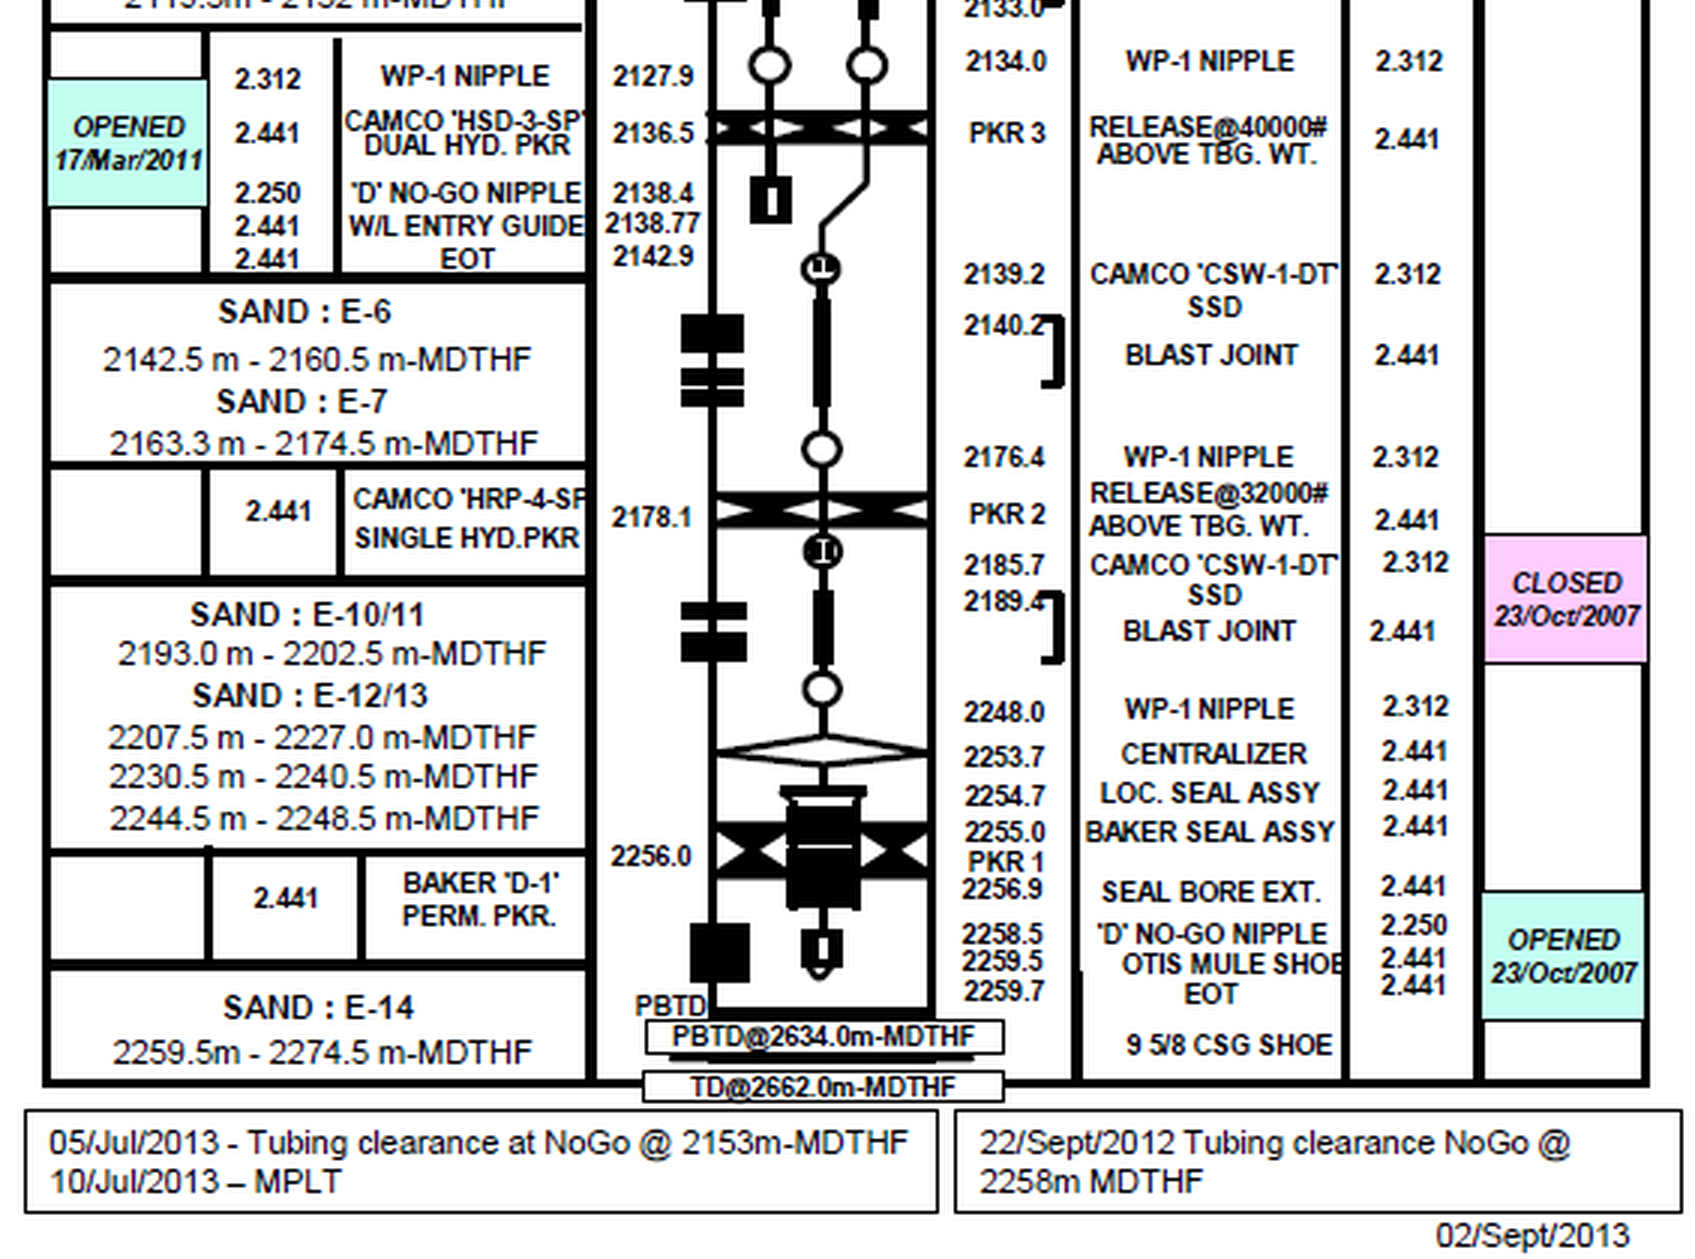 2133.0
2.312 WP-1 NIPPLE 2127.9
2134.0 WP-1 NIPPLE 2.312
OPENED
17/Mar/2011
2.441 CAMCO 'HSD-3-SP'
DUAL HYD. PKR
2136.5
PKR 3 RELEASE@40000#
ABOVE TBG. WT.
2.441
2.250 'D' NO-GO NIPPLE 2138.4
2.441 W/L ENTRY GUIDE 2138.77
2.441 EOT 2142.9
2139.2 CAMCO 'CSW-1-DT'
SSD
2.312
SAND : E-6
2142.5 m - 2160.5 m-MDTHF
SAND : E-7
2163.3 m - 2174.5 m-MDTHF
2140.2
BLAST JOINT 2.441
2176.4 WP-1 NIPPLE 2.312
2.441 CAMCO 'HRP-4-SP
SINGLE HYD.PKR
2178.1
PKR 2 RELEASE@32000#
ABOVE TBG. WT.
2.441
2185.7 CAMCO 'CSW-1-DT'
SSD
2.312
CLOSED
23/Oct/2007
2189.4
BLAST JOINT 2.441
SAND : E-10/11
2193.0 m - 2202.5 m-MDTHF
SAND : E-12/13
2207.5 m - 2227.0 m-MDTHF
2230.5 m - 2240.5 m-MDTHF
2244.5 m - 2248.5 m-MDTHF
2248.0 WP-1 NIPPLE 2.312
2253.7 CENTRALIZER 2.441
2254.7 LOC. SEAL ASSY 2.441
2255.0 BAKER SEAL ASSY 2.441
2256.0
PKR 1
2256.9 SEAL BORE EXT. 2.441
2.441 BAKER 'D-1'
PERM. PKR.
2258.5 'D' NO-GO NIPPLE 2.250
2259.5 OTIS MULE SHOE 2.441
2259.7 EOT 2.441
OPENED
23/Oct/2007
SAND : E-14
2259.5m - 2274.5 m-MDTHF
PBTD
PBTD@2634.0m-MDTHF
9 5/8 CSG SHOE
TD@2662.0m-MDTHF
05/Jul/2013 - Tubing clearance at NoGo @ 2153m-MDTHF
10/Jul/2013 – MPLT
22/Sept/2012 Tubing clearance NoGo @
2258m MDTHF
02/Sept/2013